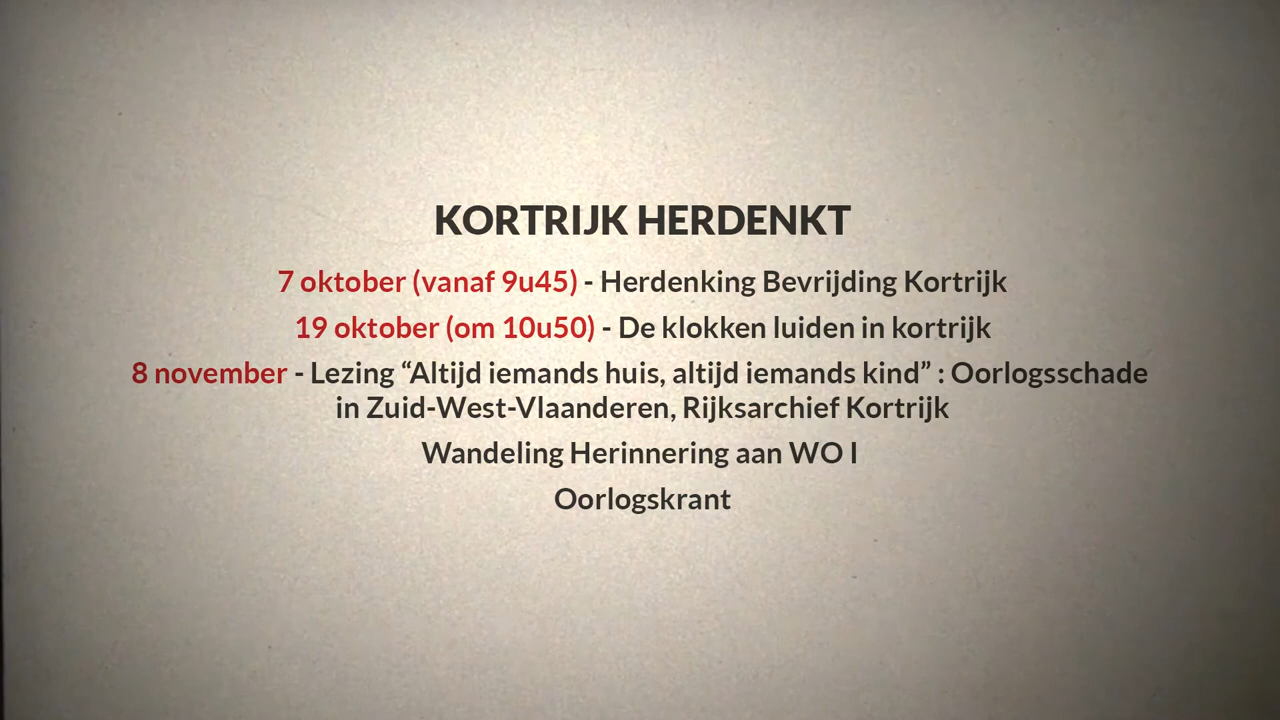 KORTRIJK HERDENKT
7 oktober (vanaf 9u45) - Herdenking Bevrijding Kortrijk
19 oktober (om 10u50) - De klokken luiden in kortrijk
8 november - Lezing “Altijd iemands huis, altijd iemands kind” : Oorlogsschade
in Zuid-West-Vlaanderen, Rijksarchief Kortrijk
Wandeling Herinnering aan WO I
Oorlogskrant